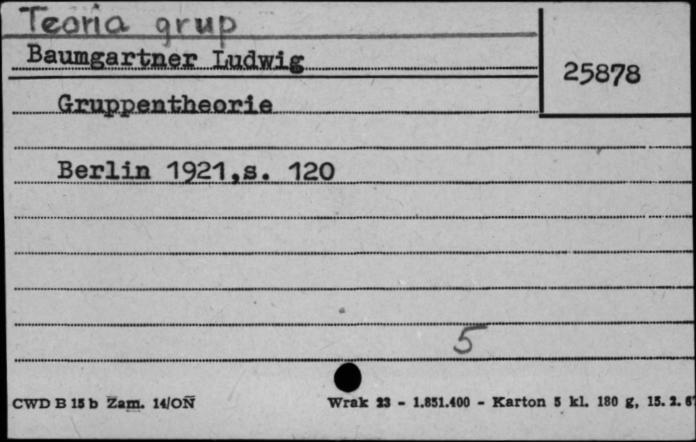 Teoria grup
Baumgartner Ludwig
25878
Gruppentheorie
Berlin 1921,s. 120
5
CWD B 15 b Zam. 14/ON Wrak 23 - 1.851.400 - Karton 5 kl. 180 g, 15. 2. 6